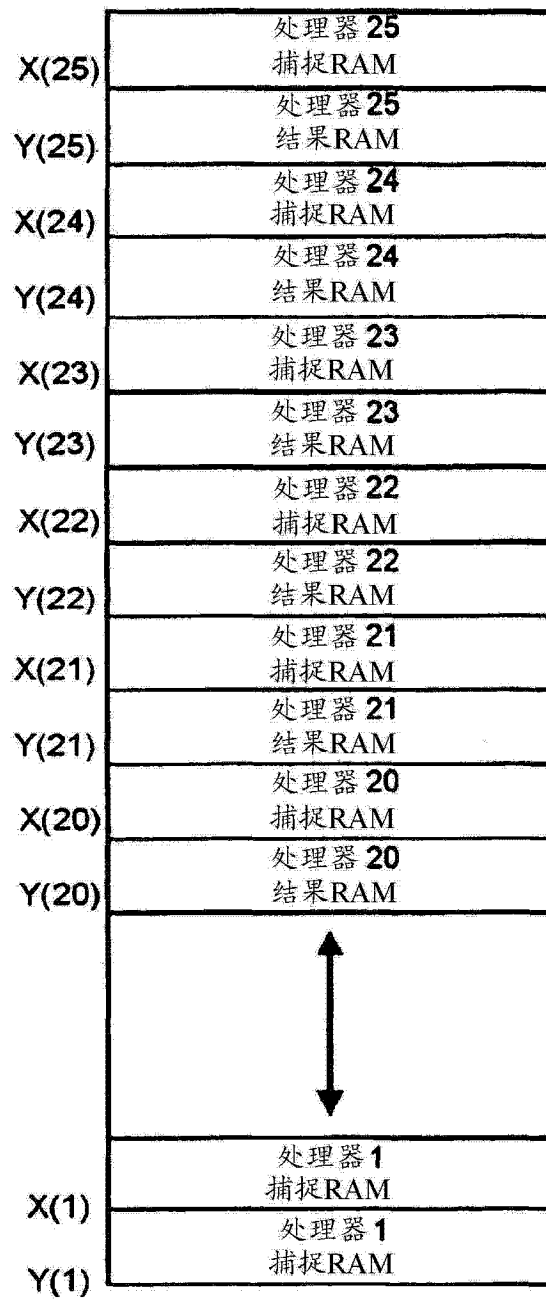 处理器 25
X(25) 捕捉RAM
处理器 25
Y(25) 结果RAM
处理器 24
X(24) 捕捉RAM
处理器 24
Y(24) 结果RAM
处理器 23
X(23) 捕捉RAM
处理器 23
Y(23) 结果RAM
处理器 22
X(22) 捕捉RAM
处理器 22
Y(22) 结果RAM
处理器 21
X(21) 捕捉RAM
处理器 21
Y(21) 结果RAM
处理器 20
X(20) 捕捉RAM
处理器 20
Y(20) 结果RAM
处理器 1
X(1) 捕捉RAM
处理器 1
Y(1) 捕捉RAM